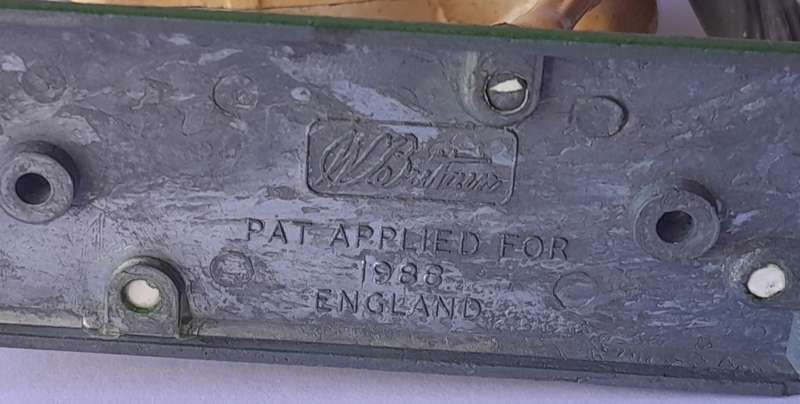 W. Britain
PAT APPLIED FOR
1988
ENGLAND